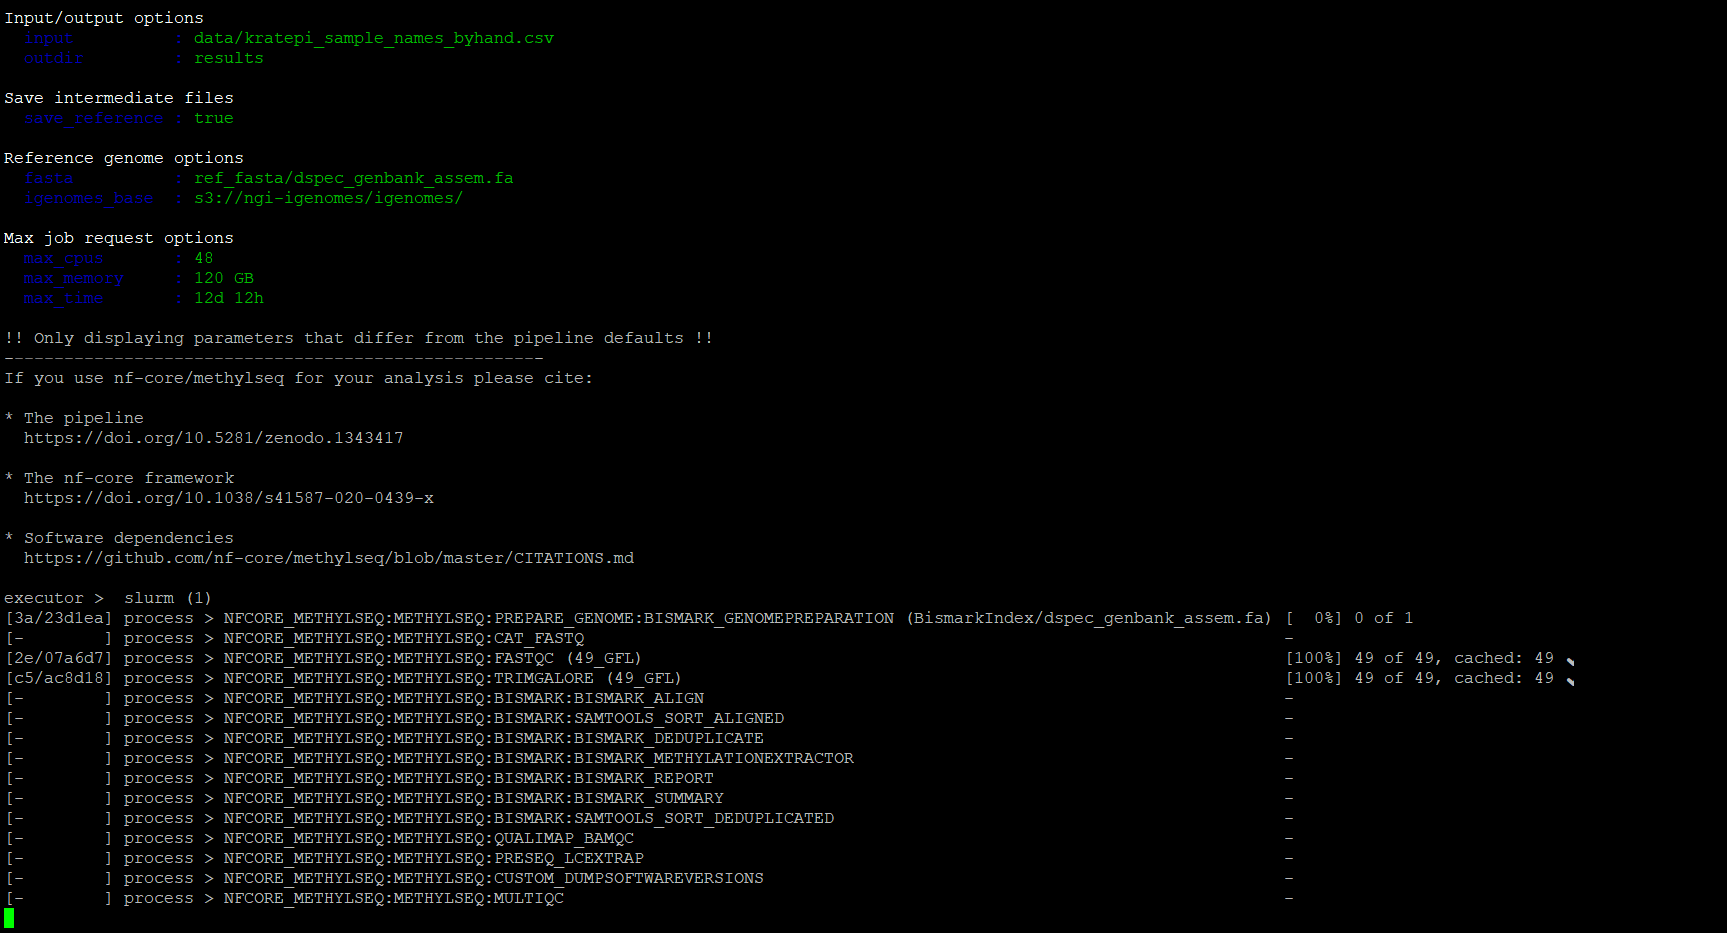 Input/output options
  input          : data/kratepi_sample_names_byhand.csv
  outdir         : results

Save intermediate files
  save_reference : true

Reference genome options
  fasta          : ref_fasta/dspec_genbank_assem.fa
  igenomes_base  : s3://ngi-igenomes/igenomes/

Max job request options
  max_cpus       : 48
  max_memory     : 120 GB
  max_time       : 12d 12h

!! Only displaying parameters that differ from the pipeline defaults !!
------------------------------------------------------
If you use nf-core/methylseq for your analysis please cite:

* The pipeline
  https://doi.org/10.5281/zenodo.1343417

* The nf-core framework
  https://doi.org/10.1038/s41587-020-0439-x

* Software dependencies
  https://github.com/nf-core/methylseq/blob/master/CITATIONS.md

executor >  slurm (1)
[3a/23d1ea] process > NFCORE_METHYLSEQ:METHYLSEQ:PREPARE_GENOME:BISMARK_GENOMEPREPARATION (BismarkIndex/dspec_genbank_assem.fa) [  0%] 0 of 1
[-        ] process > NFCORE_METHYLSEQ:METHYLSEQ:CAT_FASTQ -
[2e/07a6d7] process > NFCORE_METHYLSEQ:METHYLSEQ:FASTQC (49_GFL) [100%] 49 of 49, cached: 49
[c5/ac8d18] process > NFCORE_METHYLSEQ:METHYLSEQ:TRIMGALORE (49_GFL) [100%] 49 of 49, cached: 49
[-        ] process > NFCORE_METHYLSEQ:METHYLSEQ:BISMARK:BISMARK_ALIGN -
[-        ] process > NFCORE_METHYLSEQ:METHYLSEQ:BISMARK:SAMTOOLS_SORT_ALIGNED -
[-        ] process > NFCORE_METHYLSEQ:METHYLSEQ:BISMARK:BISMARK_DEDUPLICATE -
[-        ] process > NFCORE_METHYLSEQ:METHYLSEQ:BISMARK:BISMARK_METHYLATIONEXTRACTOR -
[-        ] process > NFCORE_METHYLSEQ:METHYLSEQ:BISMARK:BISMARK_REPORT -
[-        ] process > NFCORE_METHYLSEQ:METHYLSEQ:BISMARK:BISMARK_SUMMARY -
[-        ] process > NFCORE_METHYLSEQ:METHYLSEQ:BISMARK:SAMTOOLS_SORT_DEDUPLICATED -
[-        ] process > NFCORE_METHYLSEQ:METHYLSEQ:QUALIMAP_BAMQC -
[-        ] process > NFCORE_METHYLSEQ:METHYLSEQ:PRESEQ_LCEXTRAP -
[-        ] process > NFCORE_METHYLSEQ:METHYLSEQ:CUSTOM_DUMPSOFTWAREVERSIONS -
[-        ] process > NFCORE_METHYLSEQ:METHYLSEQ:MULTIQC -